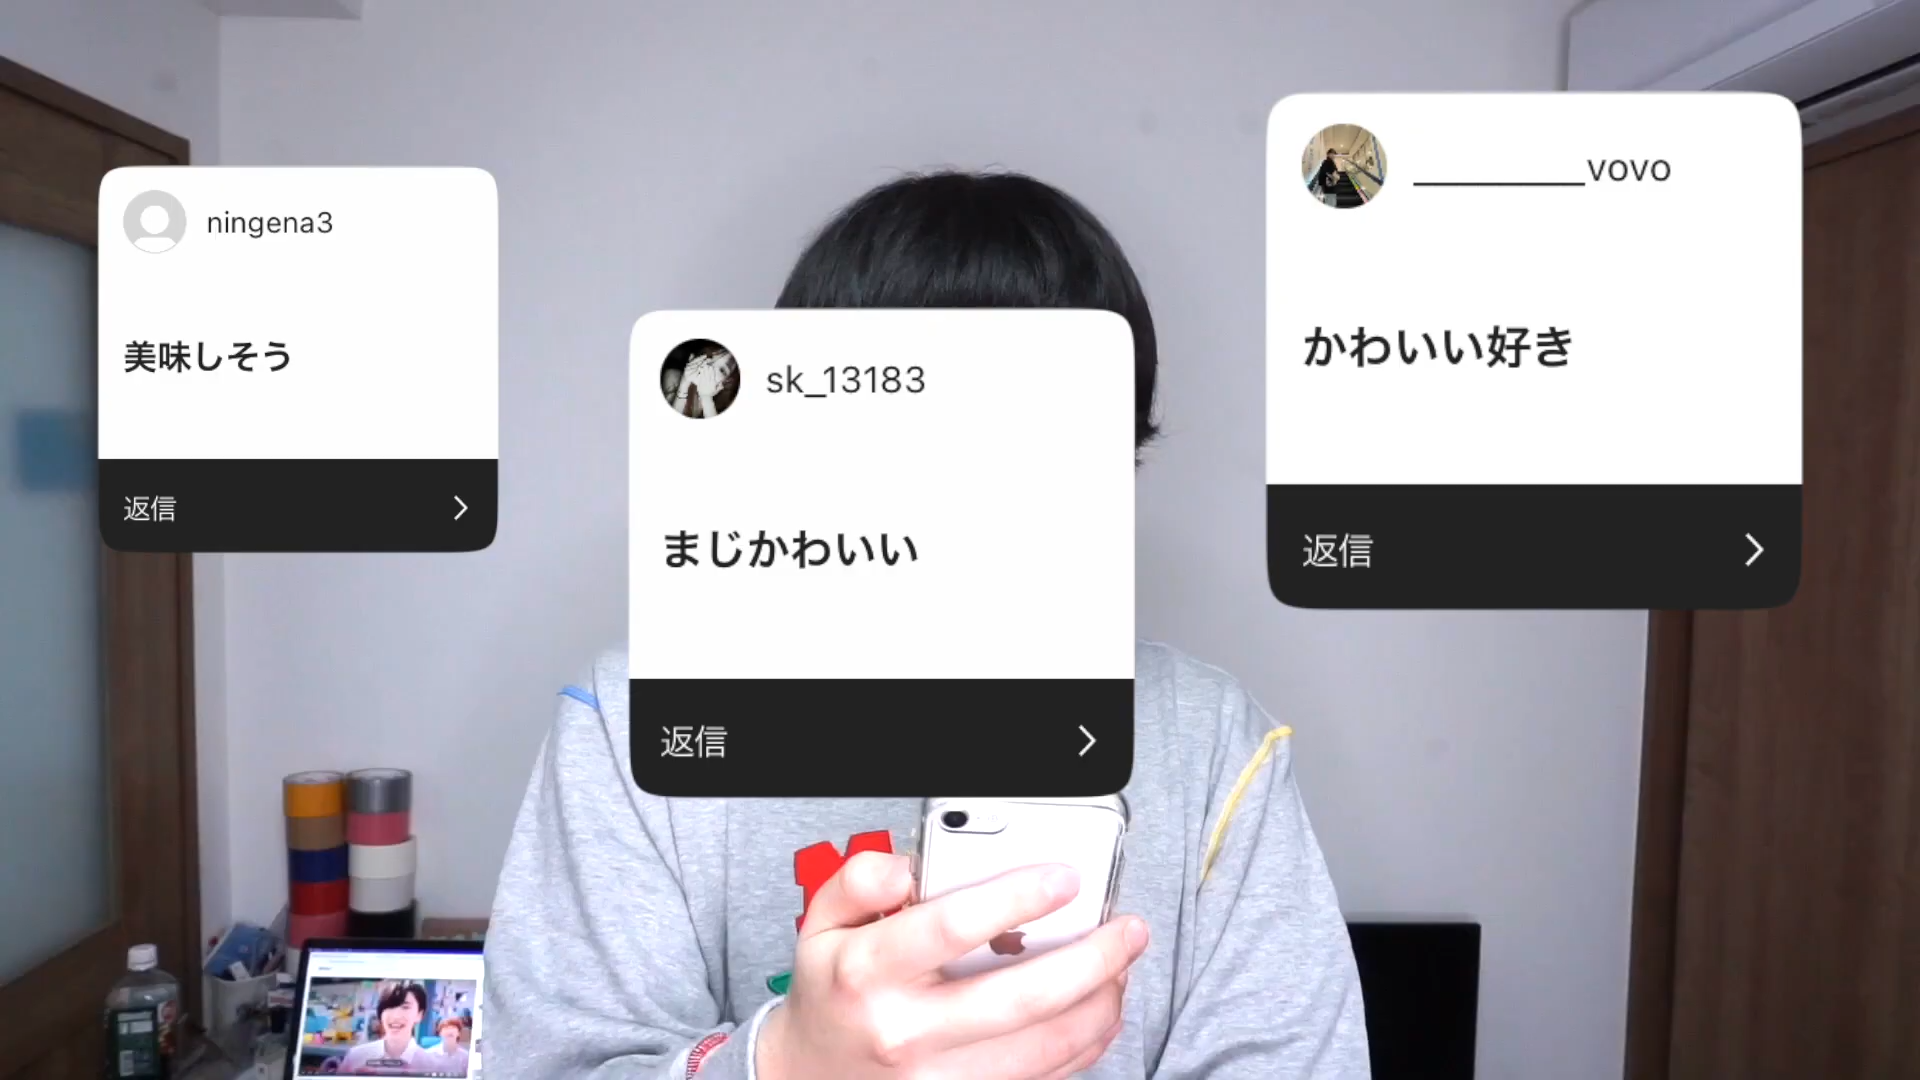 ningena3
美味しそう
返信
sk_13183
まじかわいい
返信
__________vovo
かわいい好き
返信